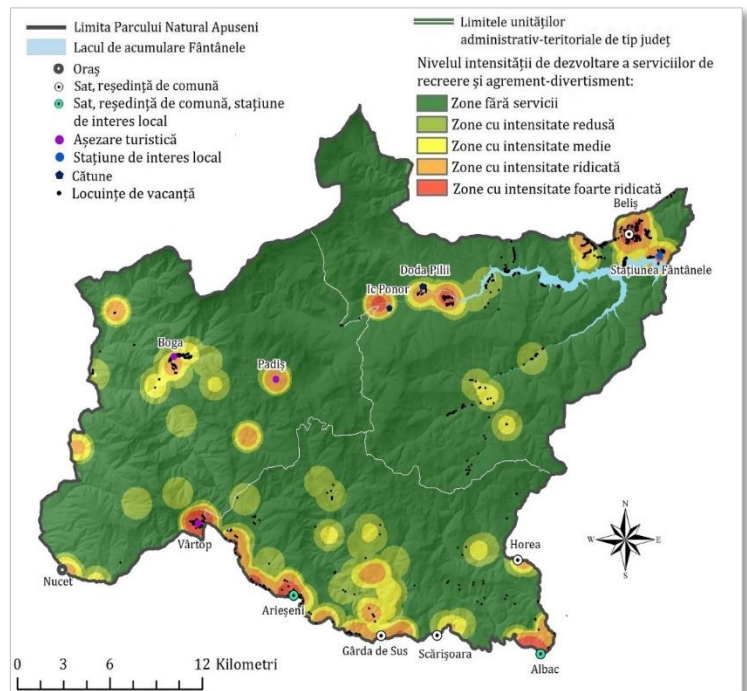 Limita Parcului Natural Apuseni
Lacul de acumulare Fântânele
Oraș
Sat, reședință de comună
Sat, reședință de comună, stațiune
de interes local
Așezare turistică
Stațiune de interes local
Cătune
Locuințe de vacanță
Limitele unităților
administrativ-teritoriale de tip județ
Nivelul intensității de dezvoltare a serviciilor de
recreere și agrement-divertisment:
Zone fără servicii
Zone cu intensitate redusă
Zone cu intensitate medie
Zone cu intensitate ridicată
Zone cu intensitate foarte ridicată
Beliș
Stațiunea Fântânele
Doda Pilii
Ic Ponor
Boga
Padiș
Vârtop
Nucet
Arieșeni
Gârda de Sus
Scărișoara
Horea
Albac
N
W E
S
0 3 6 12 Kilometri